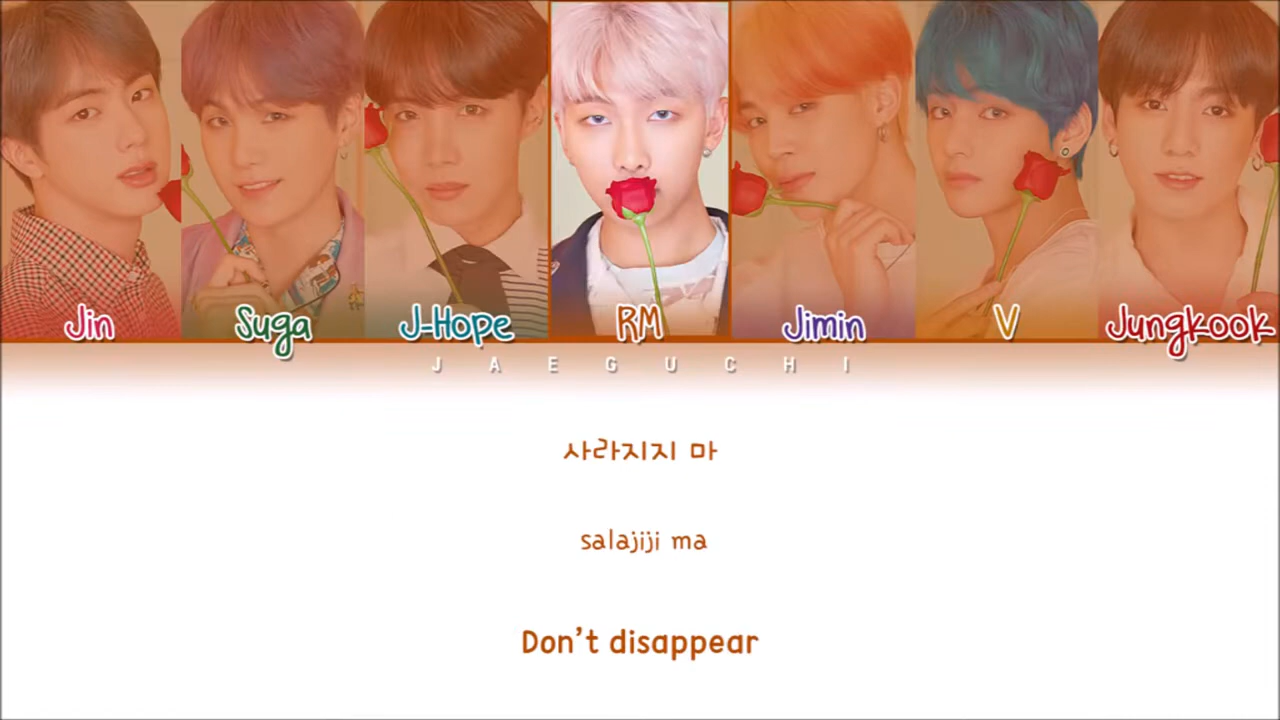 Jin Suga J-Hope RM Jimin V Jungkook
JAEGUCHI
사라지지 마
salajiji ma
Don't disappear